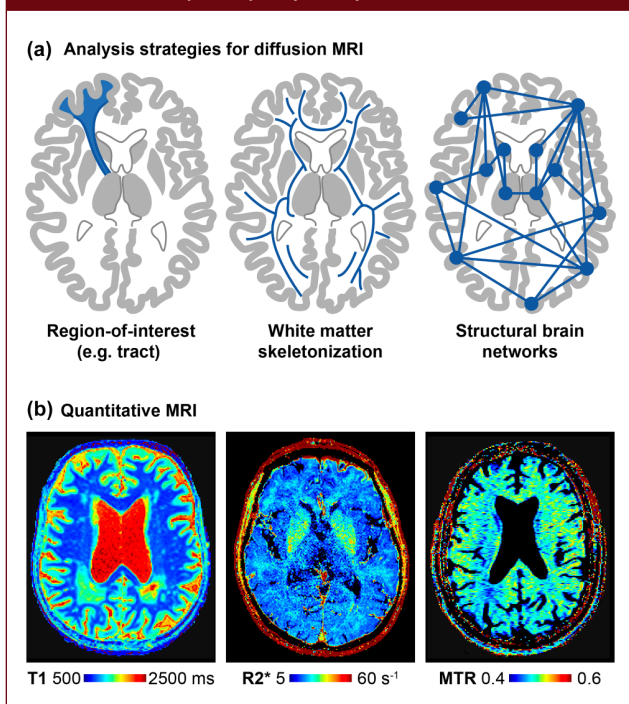 (a) Analysis strategies for diffusion MRI
Region-of-interest
(e.g. tract)
White matter
skeletonization
Structural brain
networks
(b) Quantitative MRI
T1 500 2500 ms
R2* 5 60 s⁻¹
MTR 0.4 0.6